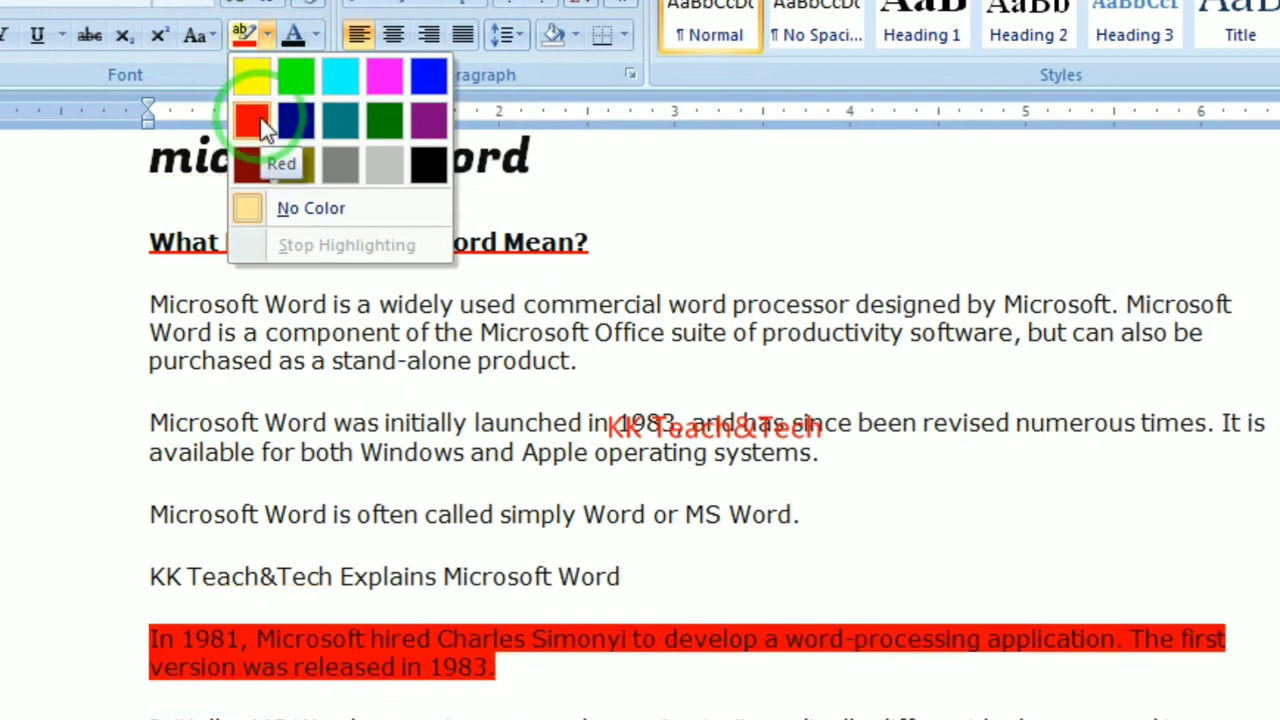 AaBbCcDc AaBbCcDc AaB AaBb AaBbCcI
U abc X₂ X² Aa ab A
¶ Normal ¶ No Spaci... Heading 1 Heading 2 Heading 3 Title
Font
Styles
2 3 4 5 6
Red
No Color
Stop Highlighting
What
ord Mean?
Microsoft Word is a widely used commercial word processor designed by Microsoft. Microsoft
Word is a component of the Microsoft Office suite of productivity software, but can also be
purchased as a stand-alone product.
Microsoft Word was initially launched in 1983, and has since been revised numerous times. It is
KK Teach&Tech
available for both Windows and Apple operating systems.
Microsoft Word is often called simply Word or MS Word.
KK Teach&Tech Explains Microsoft Word
In 1981, Microsoft hired Charles Simonyi to develop a word-processing application. The first
version was released in 1983.